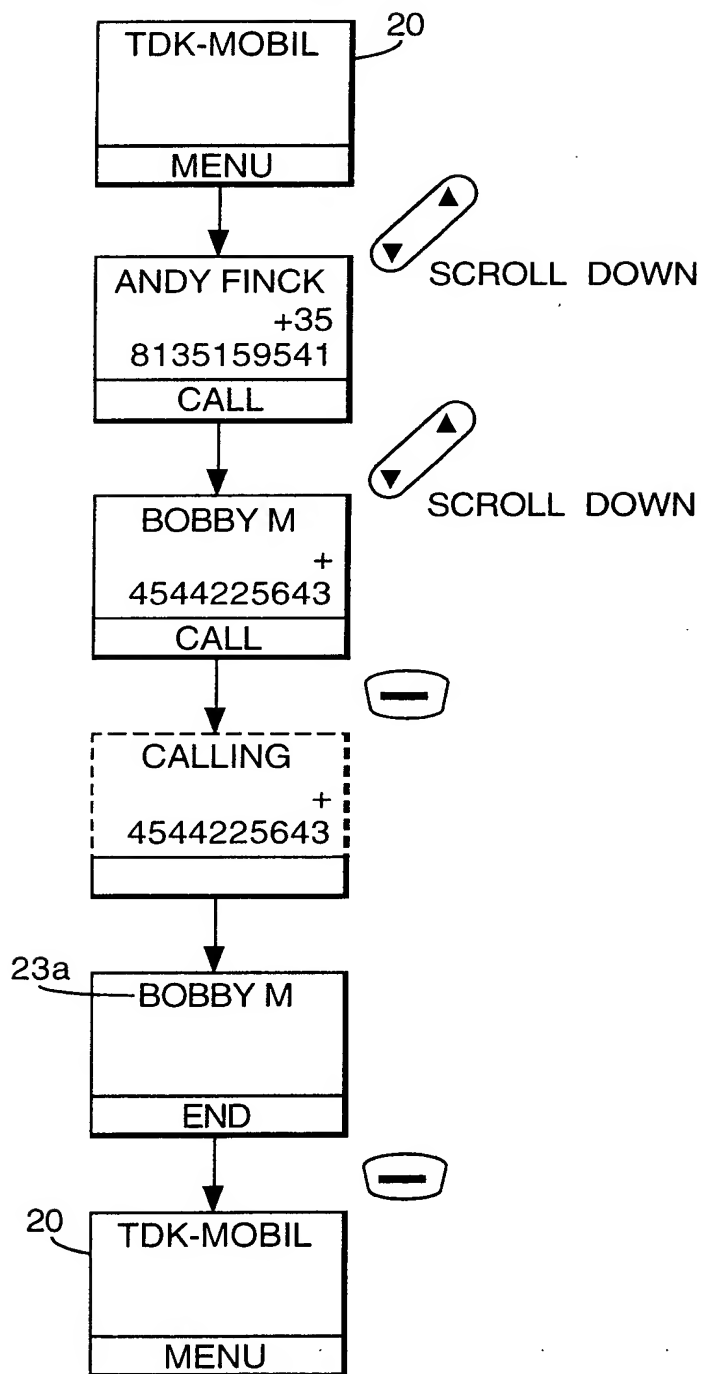 20
TDK-MOBIL
MENU
SCROLL DOWN
ANDY FINCK
+35
8135159541
CALL
SCROLL DOWN
BOBBY M
+
4544225643
CALL
CALLING
+
4544225643
23a
BOBBY M
END
20
TDK-MOBIL
MENU